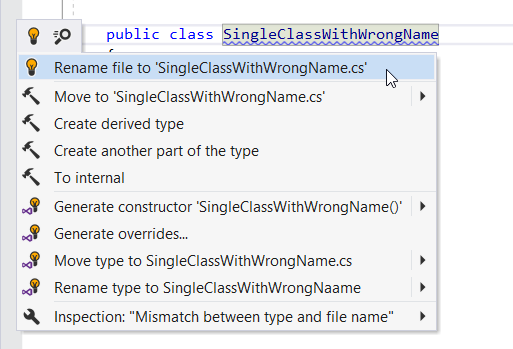 public class SingleClassWithWrongName
Rename file to 'SingleClassWithWrongName.cs'
Move to 'SingleClassWithWrongName.cs'
Create derived type
Create another part of the type
To internal
Generate constructor 'SingleClassWithWrongName()'
Generate overrides...
Move type to SingleClassWithWrongName.cs
Rename type to SingleClassWithWrongNaame
Inspection: "Mismatch between type and file name"